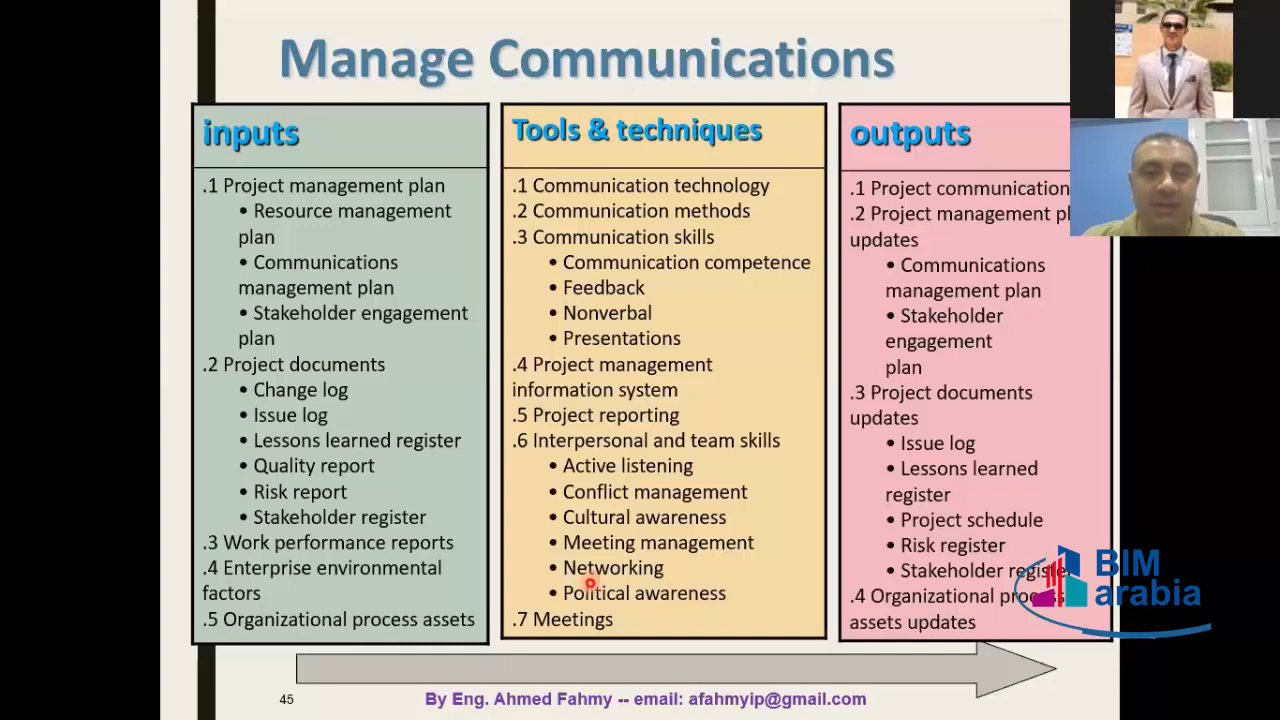 Manage Communications
inputs
.1 Project management plan
• Resource management
plan
• Communications
management plan
• Stakeholder engagement
plan
.2 Project documents
• Change log
• Issue log
• Lessons learned register
• Quality report
• Risk report
• Stakeholder register
.3 Work performance reports
.4 Enterprise environmental
factors
.5 Organizational process assets
Tools & techniques
.1 Communication technology
.2 Communication methods
.3 Communication skills
• Communication competence
• Feedback
• Nonverbal
• Presentations
.4 Project management
information system
.5 Project reporting
.6 Interpersonal and team skills
• Active listening
• Conflict management
• Cultural awareness
• Meeting management
• Networking
• Political awareness
.7 Meetings
outputs
.1 Project communication
.2 Project management
updates
• Communications
management plan
• Stakeholder
engagement
plan
.3 Project documents
updates
• Issue log
• Lessons learned
register
• Project schedule
• Risk register
• Stakeholder
.4 Organizational
assets updates
BIM
arabia
45
By Eng. Ahmed Fahmy -- email: afahmyip@gmail.com